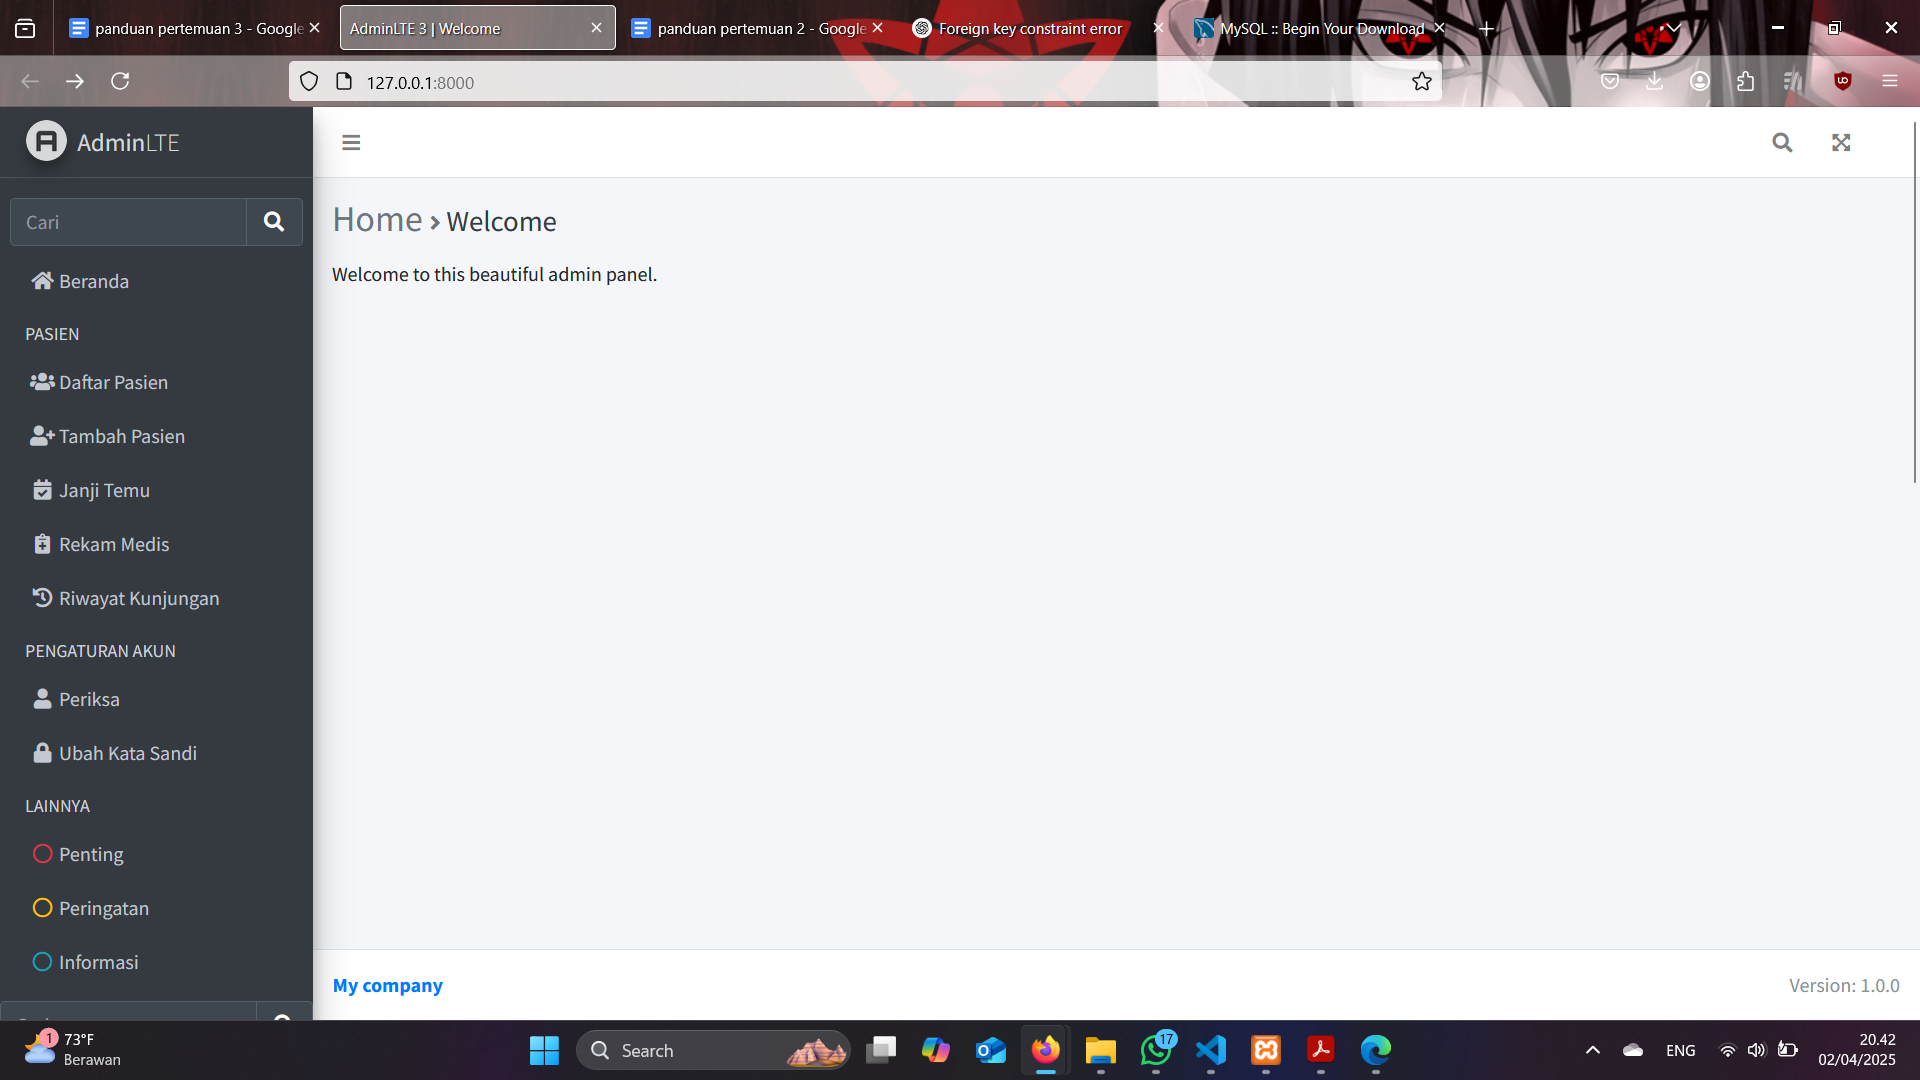 panduan pertemuan 3 - Google
AdminLTE 3 | Welcome
panduan pertemuan 2 - Google
Foreign key constraint error
MySQL :: Begin Your Download
127.0.0.1:8000
AdminLTE
Cari
Beranda
PASIEN
Daftar Pasien
Tambah Pasien
Janji Temu
Rekam Medis
Riwayat Kunjungan
PENGATURAN AKUN
Periksa
Ubah Kata Sandi
LAINNYA
Penting
Peringatan
Informasi
Home › Welcome
Welcome to this beautiful admin panel.
My company
Version: 1.0.0
1
73°F
Berawan
Search
17
ENG
20.42
02/04/2025